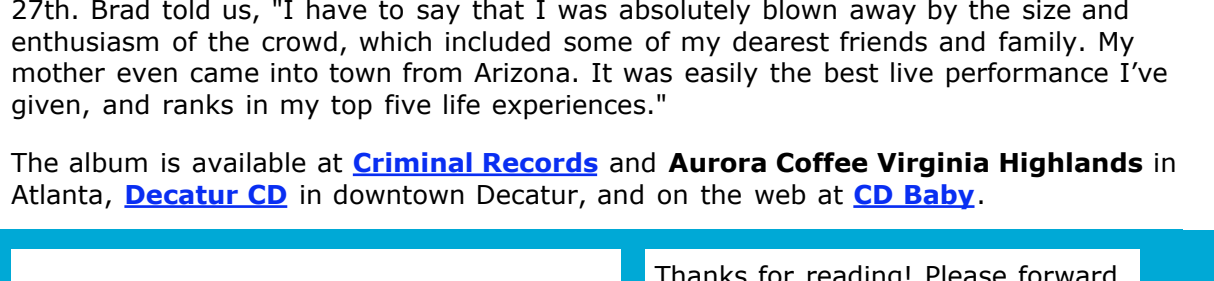 27th. Brad told us, "I have to say that I was absolutely blown away by the size and
enthusiasm of the crowd, which included some of my dearest friends and family. My
mother even came into town from Arizona. It was easily the best live performance I’ve
given, and ranks in my top five life experiences."
The album is available at Criminal Records and Aurora Coffee Virginia Highlands in
Atlanta, Decatur CD in downtown Decatur, and on the web at CD Baby.
Thanks for reading! Please forward